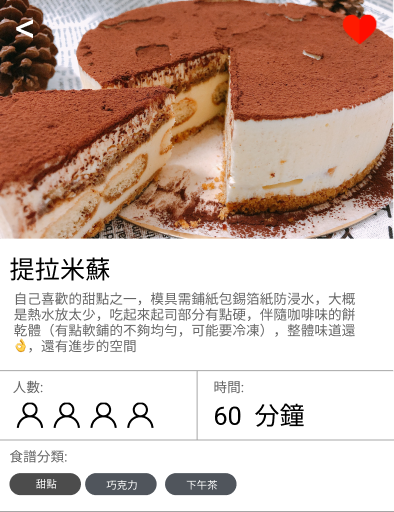 提拉米蘇
自己喜歡的甜點之一，模具需鋪紙包錫箔紙防浸水，大概
是熱水放太少，吃起來起司部分有點硬，伴隨咖啡味的餅
乾體（有點軟鋪的不夠均勻，可能要冷凍），整體味道還
👌，還有進步的空間
人數:
時間:
60 分鐘
食譜分類:
甜點
巧克力
下午茶